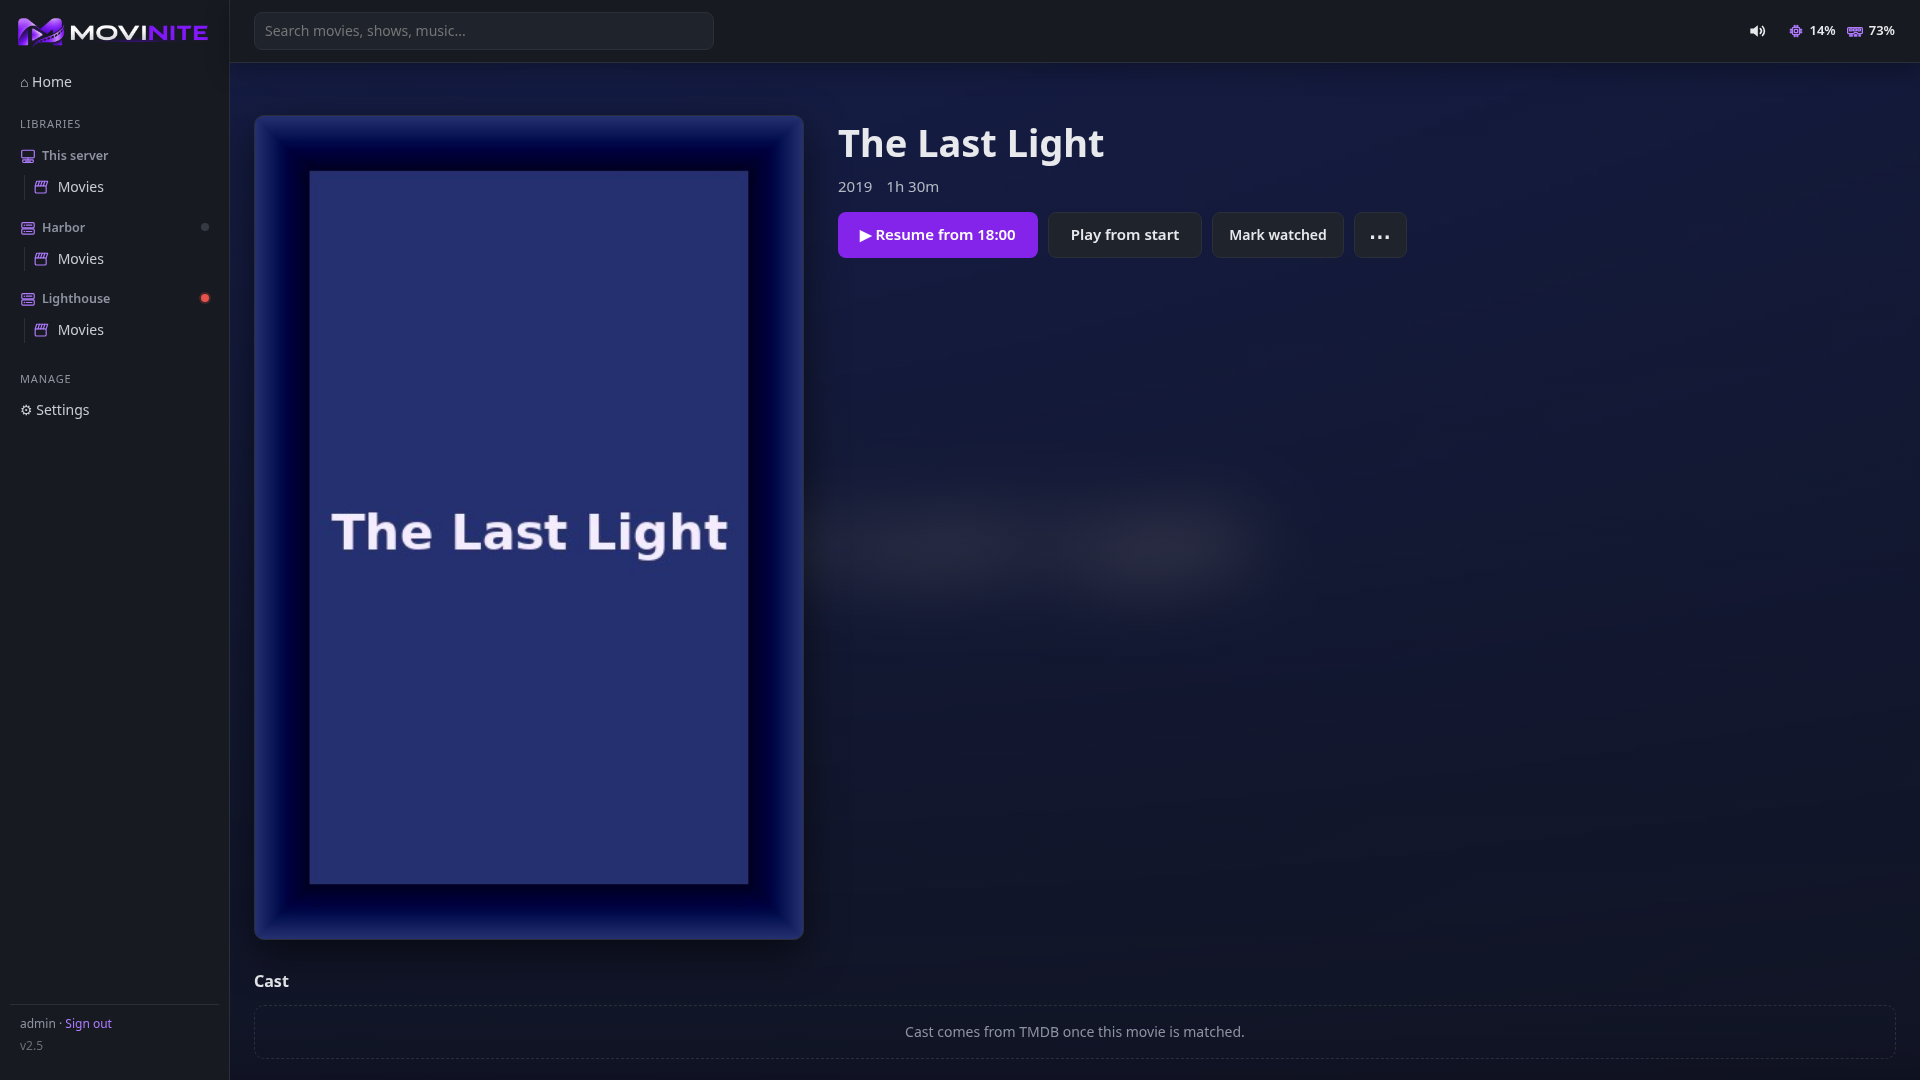 MOVINITE
Search movies, shows, music...
14%
73%
⌂ Home
LIBRARIES
This server
Movies
Harbor
Movies
Lighthouse
Movies
MANAGE
⚙ Settings
admin · Sign out
v2.5
The Last Light
The Last Light
2019 1h 30m
▶ Resume from 18:00
Play from start
Mark watched
...
Cast
Cast comes from TMDB once this movie is matched.